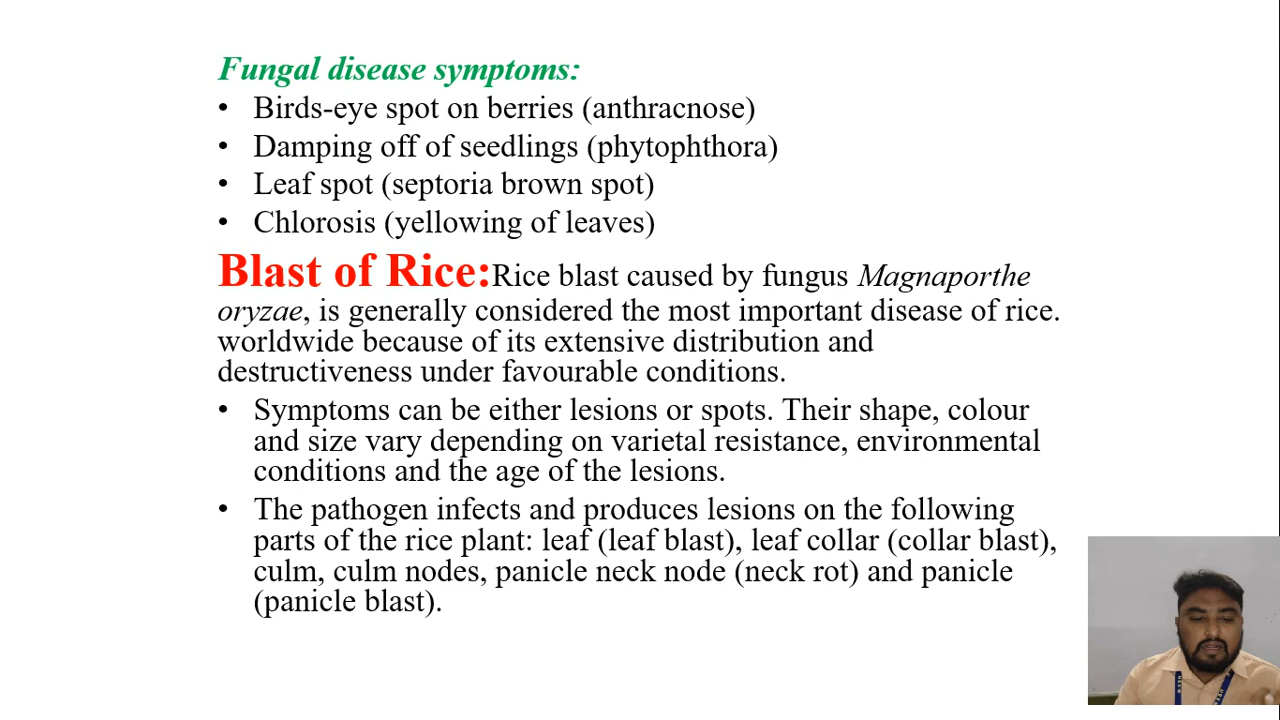 Fungal disease symptoms:
• Birds-eye spot on berries (anthracnose)
• Damping off of seedlings (phytophthora)
• Leaf spot (septoria brown spot)
• Chlorosis (yellowing of leaves)
Blast of Rice:Rice blast caused by fungus Magnaporthe
oryzae, is generally considered the most important disease of rice.
worldwide because of its extensive distribution and
destructiveness under favourable conditions.
• Symptoms can be either lesions or spots. Their shape, colour
and size vary depending on varietal resistance, environmental
conditions and the age of the lesions.
• The pathogen infects and produces lesions on the following
parts of the rice plant: leaf (leaf blast), leaf collar (collar blast),
culm, culm nodes, panicle neck node (neck rot) and panicle
(panicle blast).